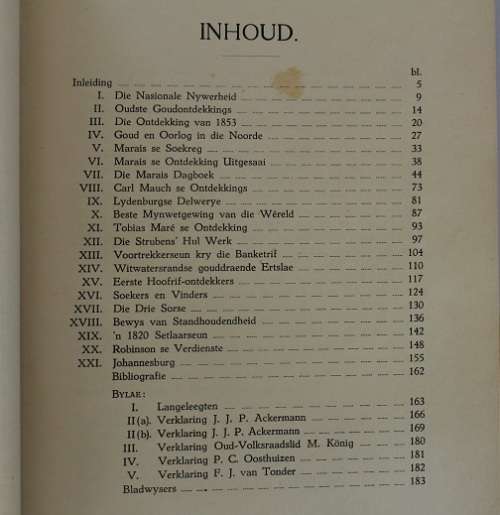 INHOUD.
bl.
Inleiding 5
I. Die Nasionale Nywerheid 9
II. Oudste Goudontdekkings 14
III. Die Ontdekking van 1853 20
IV. Goud en Oorlog in die Noorde 27
V. Marais se Soekreg 33
VI. Marais se Ontdekking Uitgesaai 38
VII. Die Marais Dagboek 44
VIII. Carl Mauch se Ontdekkings 73
IX. Lydenburgse Delwerye 81
X. Beste Mynwetgewing van die Wêreld 87
XI. Tobias Maré se Ontdekking 93
XII. Die Strubens' Hul Werk 97
XIII. Voortrekkerseun kry die Banketrif 104
XIV. Witwatersrandse gouddraende Ertslae 110
XV. Eerste Hoofrif-ontdekkers 117
XVI. Soekers en Vinders 124
XVII. Die Drie Sorse 130
XVIII. Bewys van Standhoudendheid 136
XIX. 'n 1820 Setlaarseun 142
XX. Robinson se Verdienste 148
XXI. Johannesburg 155
Bibliografie 162
BYLAE:
I. Langeleegten 163
II(a). Verklaring J. J. P. Ackermann 166
II(b). Verklaring J. J. P. Ackermann 169
III. Verklaring Oud-Volksraadslid M. König 180
IV. Verklaring P. C. Oosthuizen 181
V. Verklaring F. J. van Tonder 182
Bladwysers 183